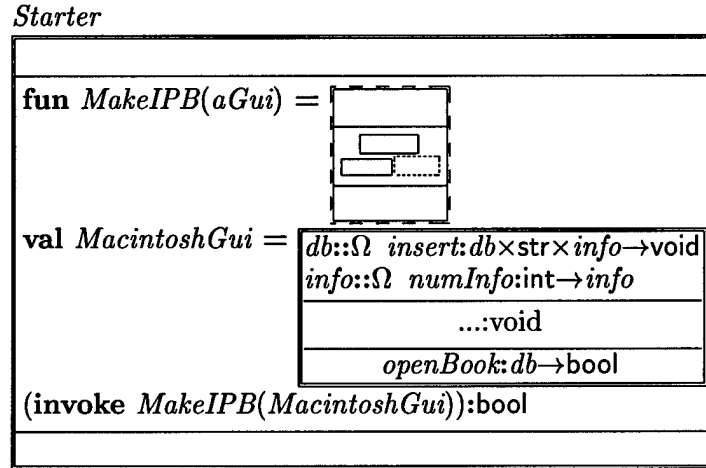 Starter
fun MakeIPB(aGui) =
val MacintoshGui =
db::Ω insert:db×str×info→void
info::Ω numInfo:int→info
...:void
openBook:db→bool
(invoke MakeIPB(MacintoshGui)):bool